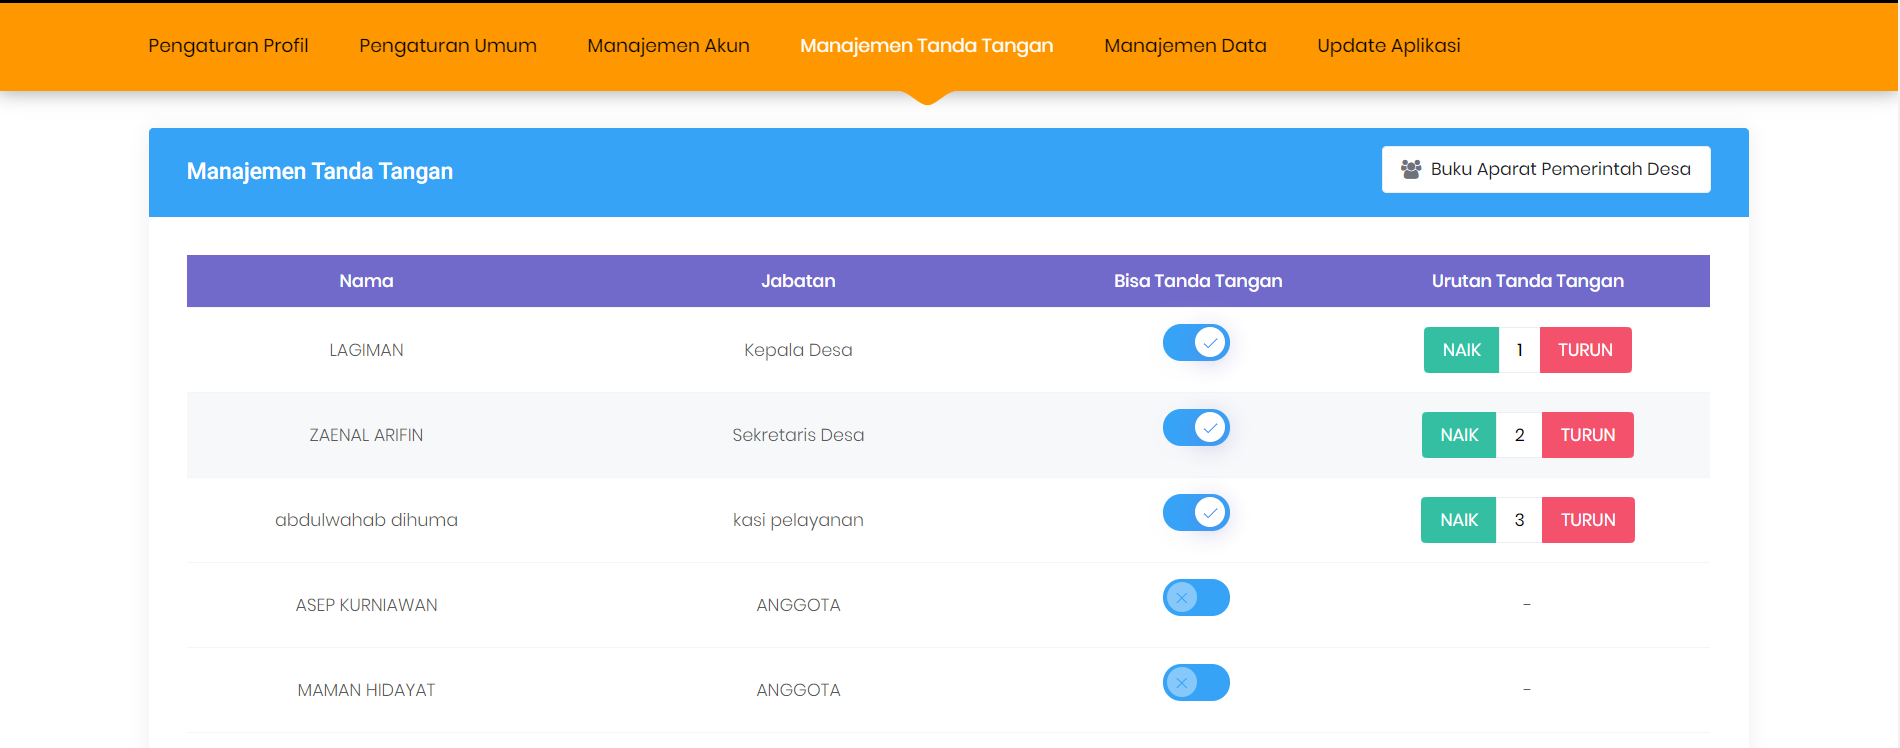 Pengaturan Profil Pengaturan Umum Manajemen Akun Manajemen Tanda Tangan Manajemen Data Update Aplikasi
Manajemen Tanda Tangan Buku Aparat Pemerintah Desa
Nama Jabatan Bisa Tanda Tangan Urutan Tanda Tangan
LAGIMAN Kepala Desa NAIK 1 TURUN
ZAENAL ARIFIN Sekretaris Desa NAIK 2 TURUN
abdulwahab dihuma kasi pelayanan NAIK 3 TURUN
ASEP KURNIAWAN ANGGOTA -
MAMAN HIDAYAT ANGGOTA -